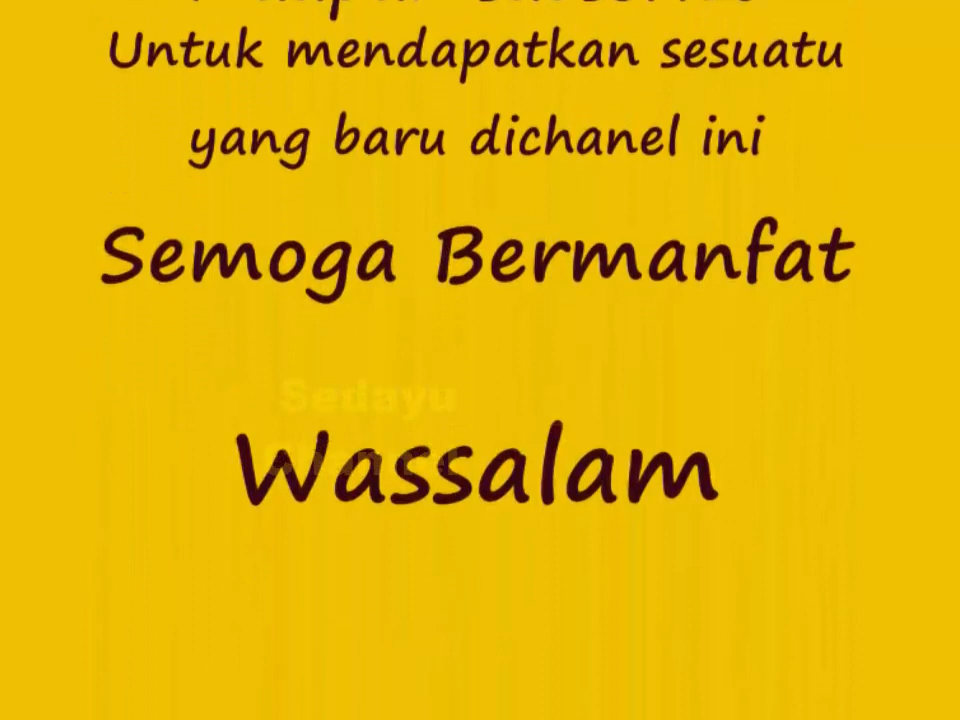 Untuk mendapatkan sesuatu
yang baru dichanel ini
Semoga Bermanfat
Sedayu
Wassalam